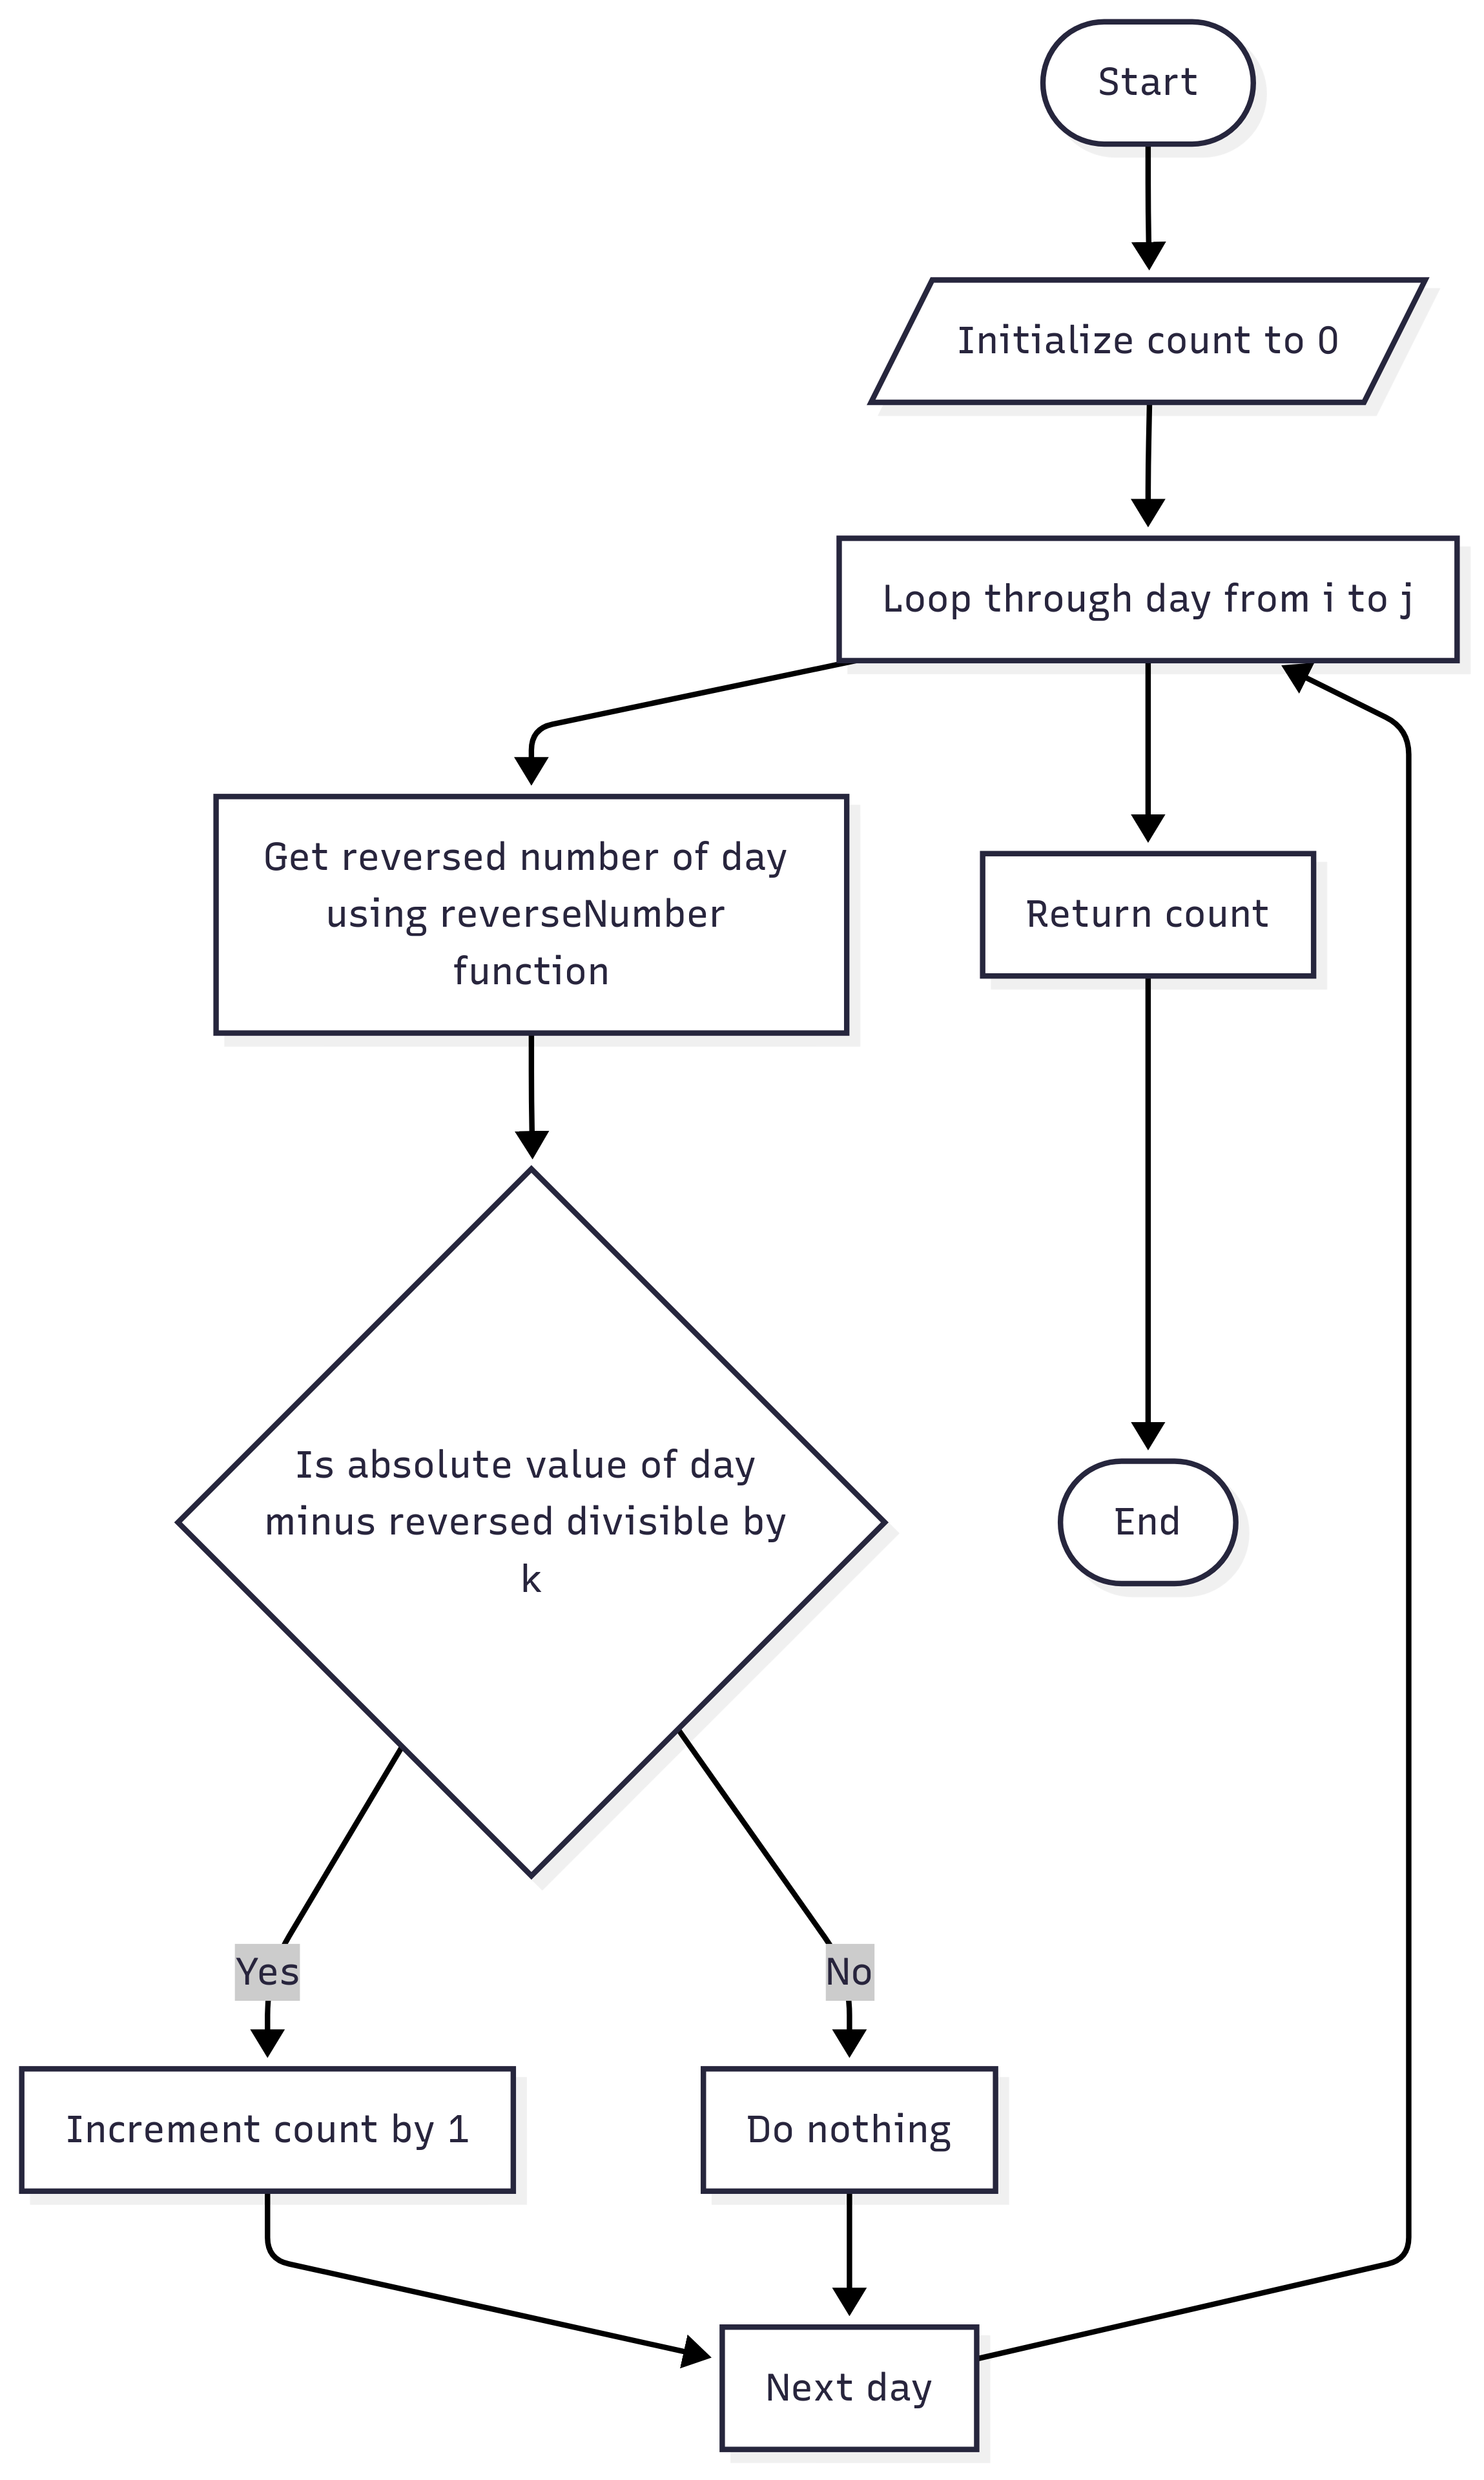 Start
Initialize count to 0
Loop through day from i to j
Get reversed number of day
using reverseNumber
function
Return count
Is absolute value of day
minus reversed divisible by
k
End
Yes
No
Increment count by 1
Do nothing
Next day